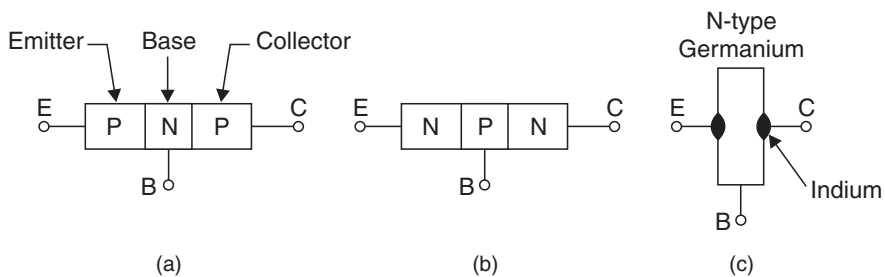 Emitter
Base
Collector
E
P
N
P
C
B
(a)
E
N
P
N
C
B
(b)
N-type
Germanium
E
C
Indium
B
(c)